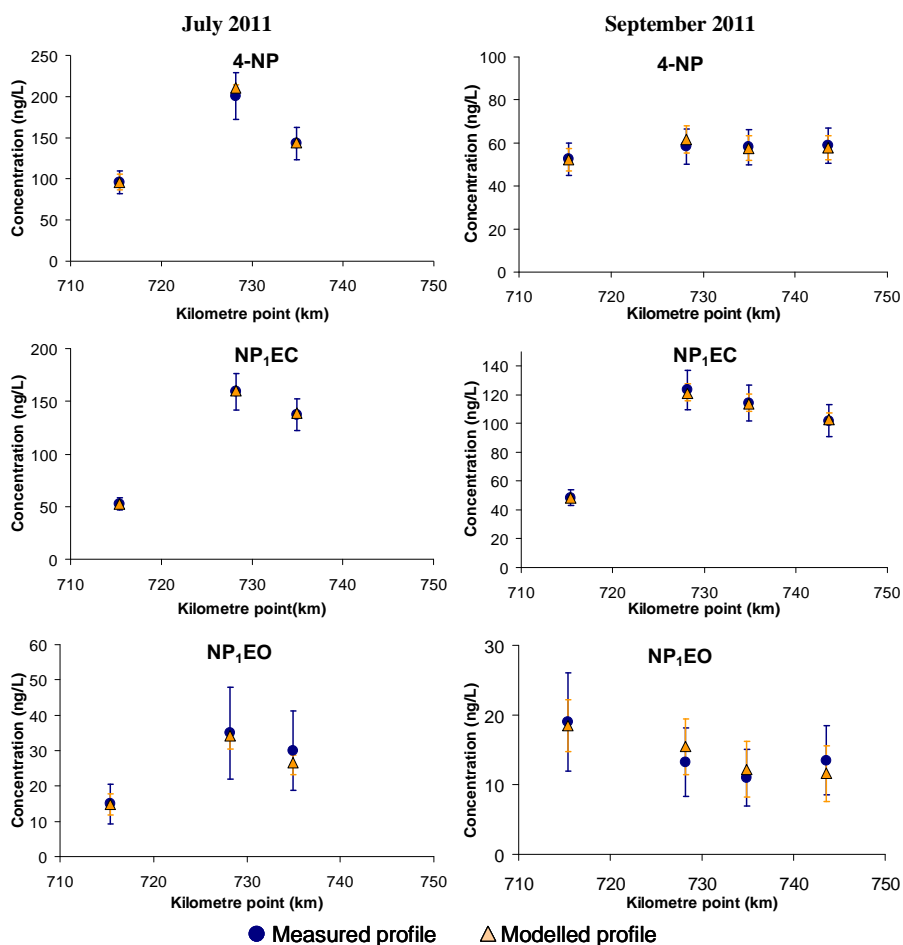 July 2011
September 2011
4-NP
Concentration (ng/L)
250
200
150
100
50
0
710 720 730 740 750
Kilometre point (km)
4-NP
Concentration (ng/L)
100
80
60
40
20
0
710 720 730 740 750
Kilometre point (km)
NP₁EC
Concentration (ng/L)
200
150
100
50
0
710 720 730 740 750
Kilometre point(km)
NP₁EC
Concentration (ng/L)
140
120
100
80
60
40
20
0
710 720 730 740 750
Kilometre point (km)
NP₁EO
Concentration (ng/L)
60
50
40
30
20
10
0
710 720 730 740 750
Kilometre point (km)
NP₁EO
Concentration (ng/L)
30
20
10
0
710 720 730 740 750
Kilometre point (km)
Measured profile Modelled profile